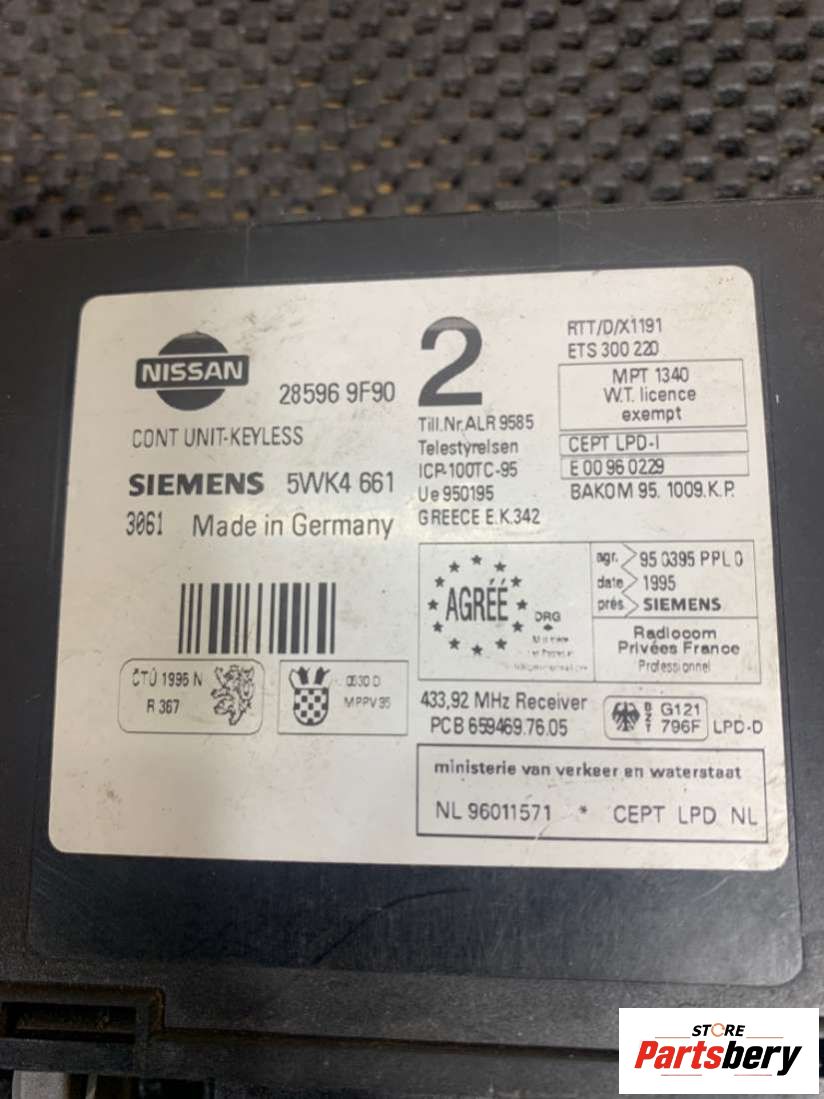 NISSAN
28596 9F90
CONT UNIT-KEYLESS
SIEMENS 5WK4 661
3061 Made in Germany
2
Till.Nr.ALR 9585
Telestyrelsen
ICP-100TC-95
Ue 950195
GREECE E.K.342
RTT/D/X1191
ETS 300 220
MPT 1340
W.T. licence
exempt
CEPT LPD-I
E 00 96 0229
BAKOM 95. 1009.K.P.
AGRÉÉ
DRG
agr. 95 0395 PPL 0
date 1995
prés SIEMENS
Radiocom
Privées France
Professionnel
ČTÚ 1995 N
R 367
MPPV 95
433,92 MHz Receiver
PCB 659469.76.05
BZT G121
796F LPD-D
ministerie van verkeer en waterstaat
NL 96011571 * CEPT LPD NL
STORE
Partsbery